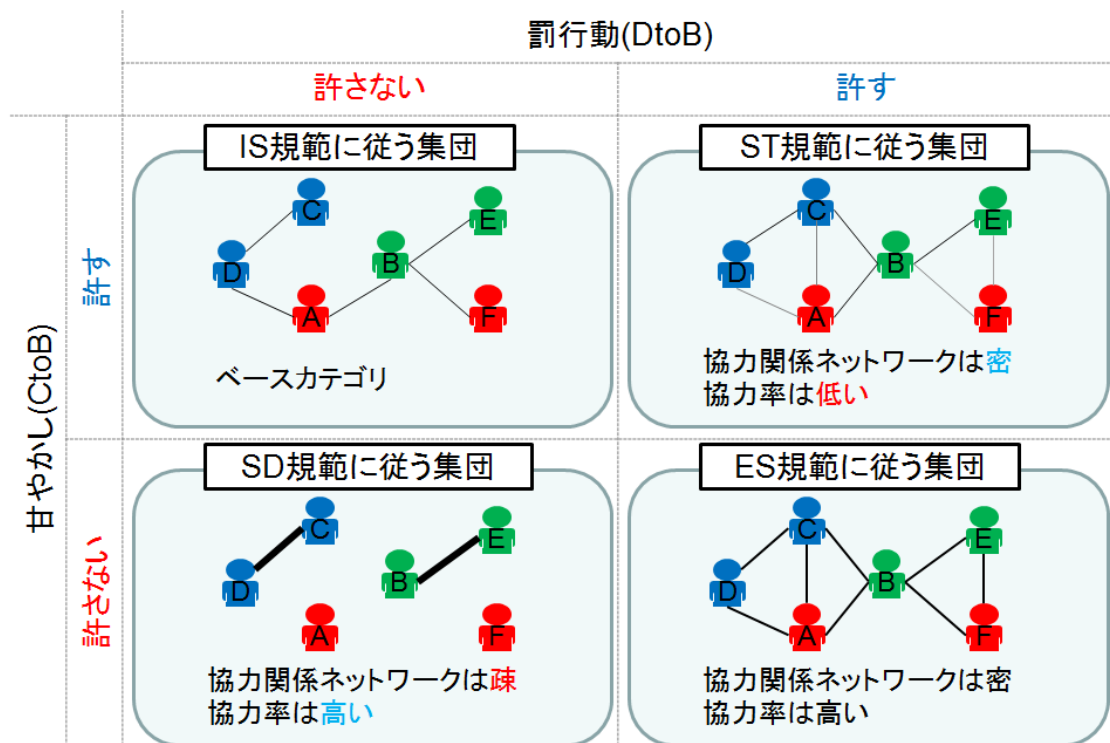 罰行動(DtoB)
許さない
許す
甘やかし(CtoB)
許す
IS規範に従う集団
C
E
D
B
A
F
ベースカテゴリ
ST規範に従う集団
C
E
D
B
A
F
協力関係ネットワークは密
協力率は低い
許さない
SD規範に従う集団
C
E
D
B
A
F
協力関係ネットワークは疎
協力率は高い
ES規範に従う集団
C
E
D
B
A
F
協力関係ネットワークは密
協力率は高い